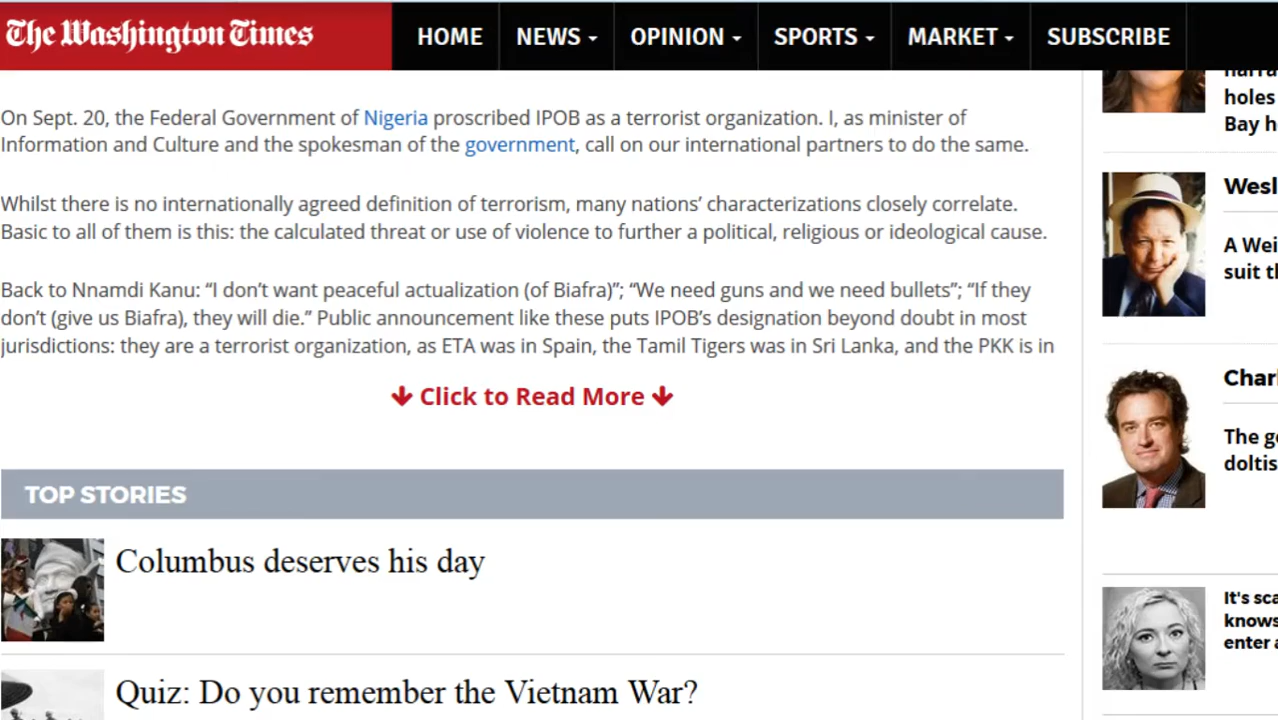 The Washington Times
HOME
NEWS
OPINION
SPORTS
MARKET
SUBSCRIBE
On Sept. 20, the Federal Government of Nigeria proscribed IPOB as a terrorist organization. I, as minister of
Information and Culture and the spokesman of the government, call on our international partners to do the same.
Whilst there is no internationally agreed definition of terrorism, many nations’ characterizations closely correlate.
Basic to all of them is this: the calculated threat or use of violence to further a political, religious or ideological cause.
Back to Nnamdi Kanu: “I don’t want peaceful actualization (of Biafra)”; “We need guns and we need bullets”; “If they
don’t (give us Biafra), they will die.” Public announcement like these puts IPOB’s designation beyond doubt in most
jurisdictions: they are a terrorist organization, as ETA was in Spain, the Tamil Tigers was in Sri Lanka, and the PKK is in
Click to Read More
TOP STORIES
Columbus deserves his day
Quiz: Do you remember the Vietnam War?
holes
Bay h
Wesl
A Wei
suit th
Charl
The go
doltis
It's sca
knows
enter a